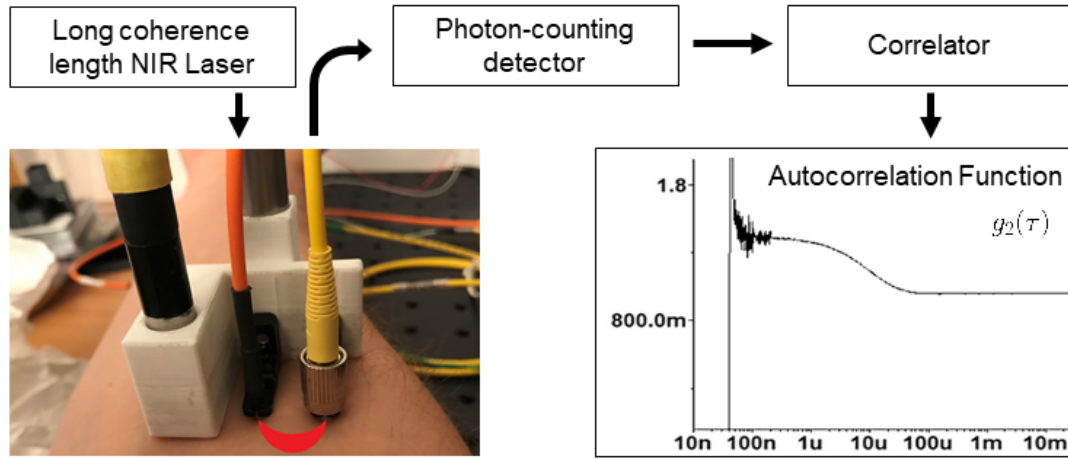 Long coherence
length NIR Laser
Photon-counting
detector
Correlator
Autocorrelation Function
g₂(τ)
1.8
800.0m
10n 100n 1u 10u 100u 1m 10m